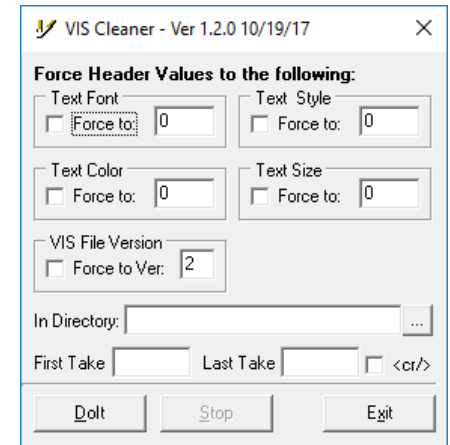 VIS Cleaner - Ver 1.2.0 10/19/17
Force Header Values to the following:
Text Font Text Style
Force to: 0 Force to: 0
Text Color Text Size
Force to: 0 Force to: 0
VIS File Version
Force to Ver: 2
In Directory: ...
First Take Last Take <cr/>
DoIt Stop Exit